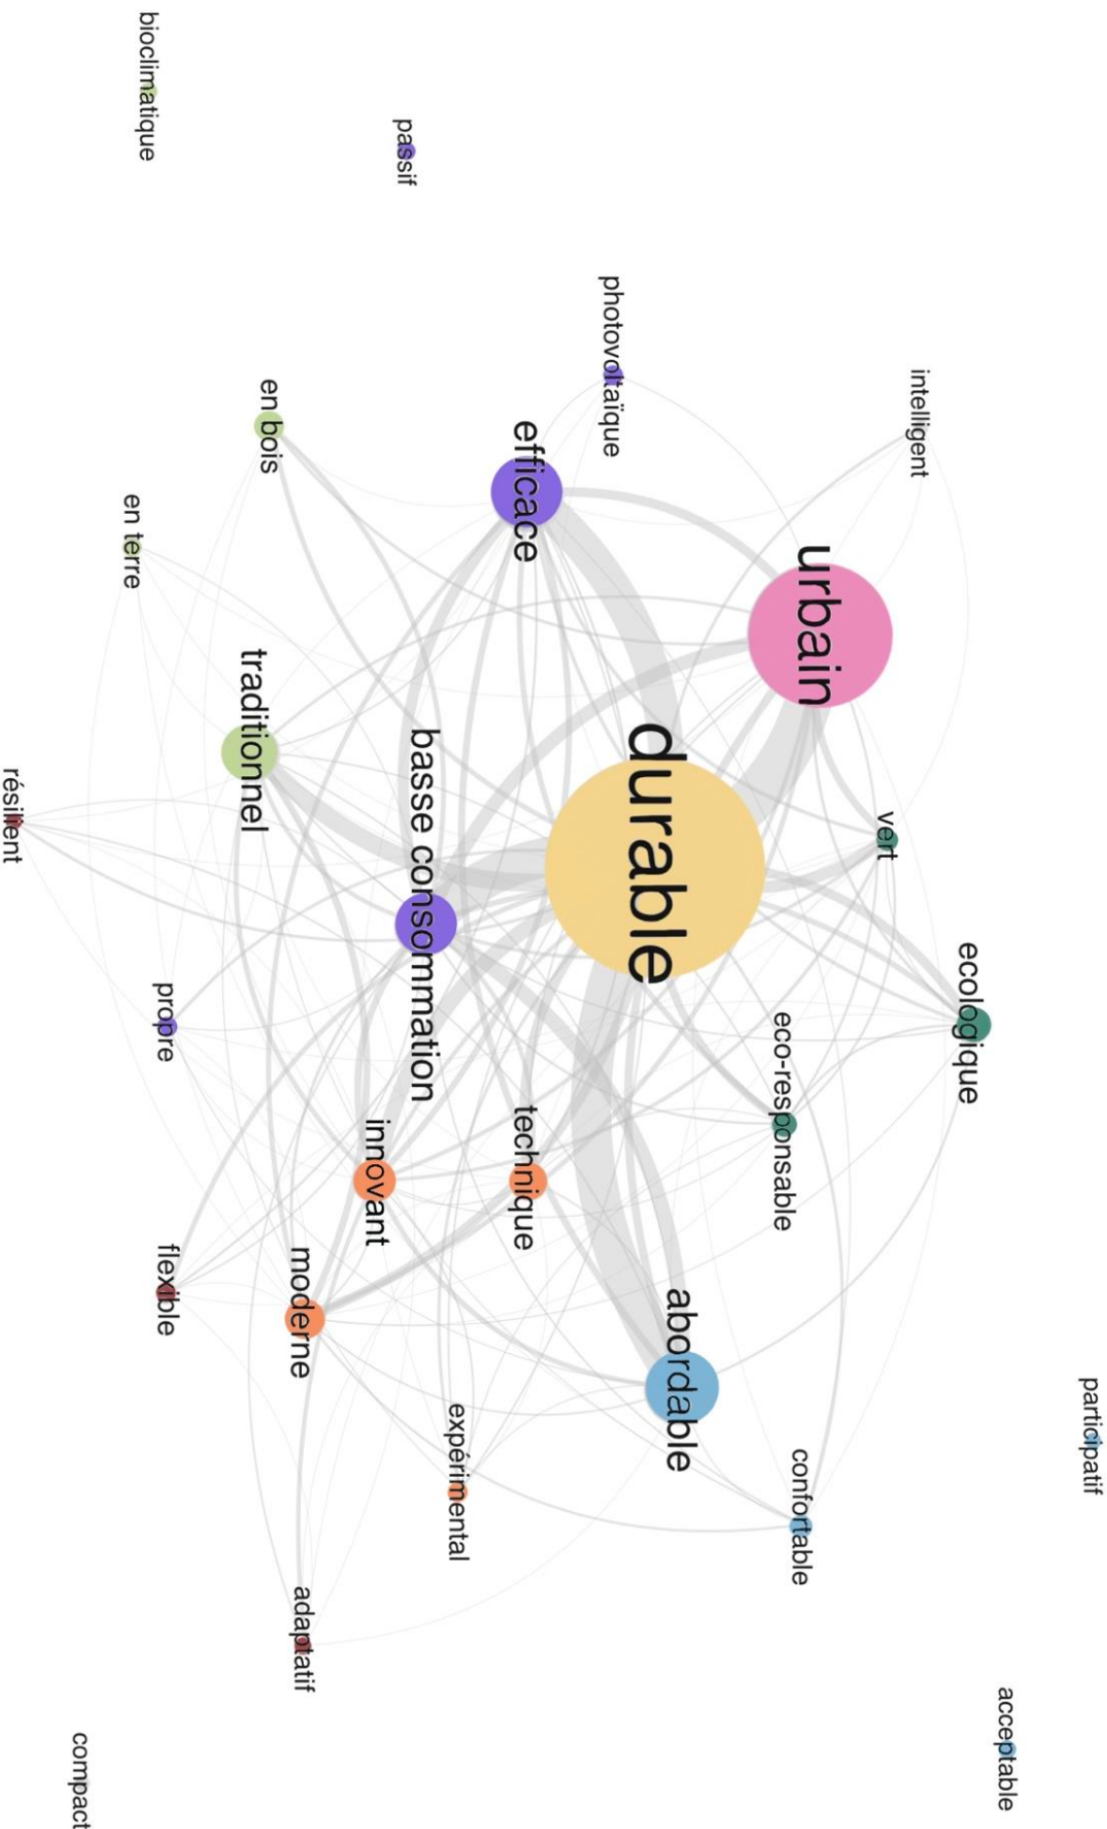 bioclimatique
passif
photovoltaïque
intelligent
en bois
efficace
en terre
urbain
traditionnel
durable
basse consommation
résilient
vert
ecologique
propre
eco-responsable
technique
innovant
flexible
moderne
abordable
participatif
expérimental
confortable
adaptatif
acceptable
compact